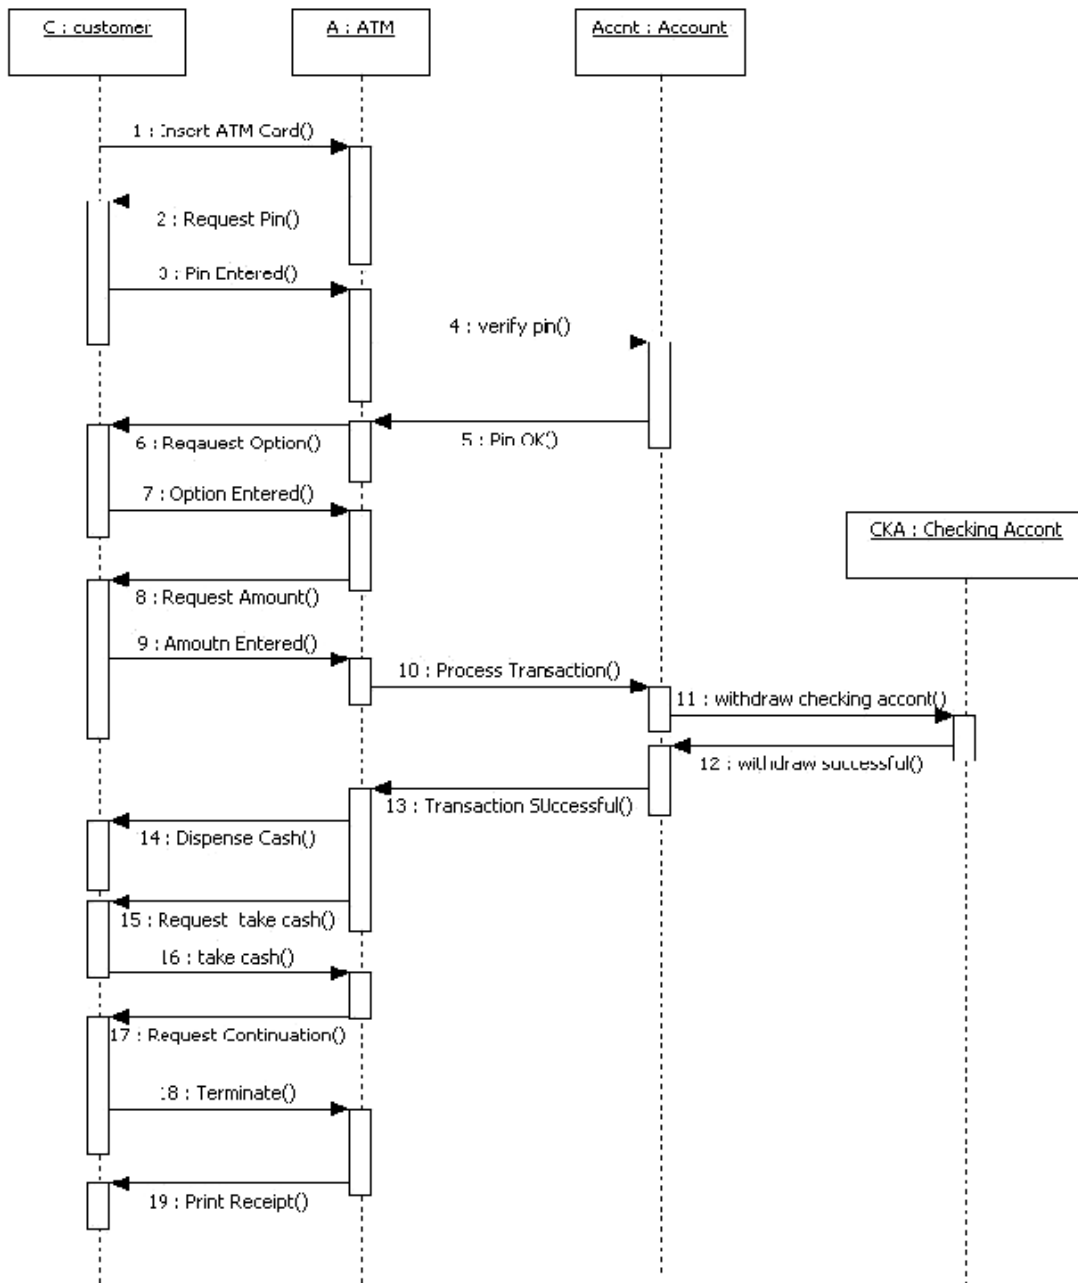 C : customer
A : ATM
Accnt : Account
1 : Insert ATM Card()
2 : Request Pin()
3 : Pin Entered()
4 : verify pin()
5 : Pin OK()
6 : Reqauest Option()
7 : Option Entered()
CKA : Checking Accont
8 : Request Amount()
9 : Amoutn Entered()
10 : Process Transaction()
11 : withdraw checking accont()
12 : withdraw successful()
13 : Transaction SUccessful()
14 : Dispense Cash()
15 : Request take cash()
16 : take cash()
17 : Request Continuation()
18 : Terminate()
19 : Print Receipt()